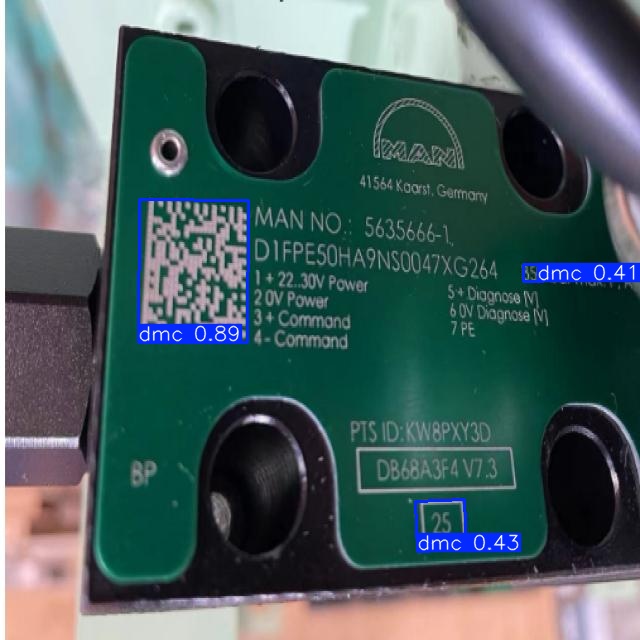 MAN
41564 Kaarst, Germany
MAN NO.: 5635666-1,
D1FPE50HA9NS0047XG264
1 + 22..30V Power
2 0V Power
3 + Command
4 - Command
5 + Diagnose [V]
6 0V Diagnose [V]
7 PE
dmc 0.41
dmc 0.89
PTS ID: KW8PXY3D
DB68A3F4 V7.3
BP
25
dmc 0.43